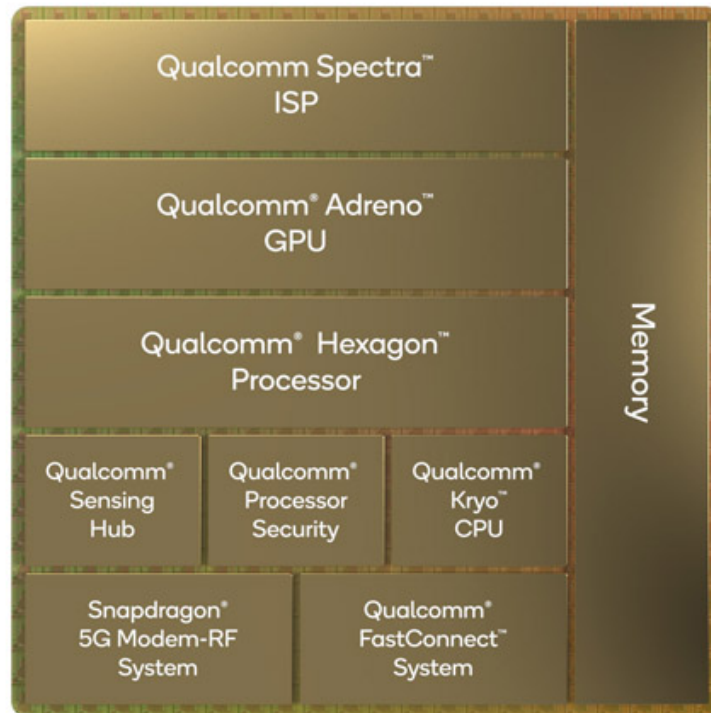 Qualcomm Spectra™
ISP
Qualcomm® Adreno™
GPU
Qualcomm® Hexagon™
Processor
Qualcomm®
Sensing
Hub
Qualcomm®
Processor
Security
Qualcomm®
Kryo™
CPU
Snapdragon®
5G Modem-RF
System
Qualcomm®
FastConnect™
System
Memory